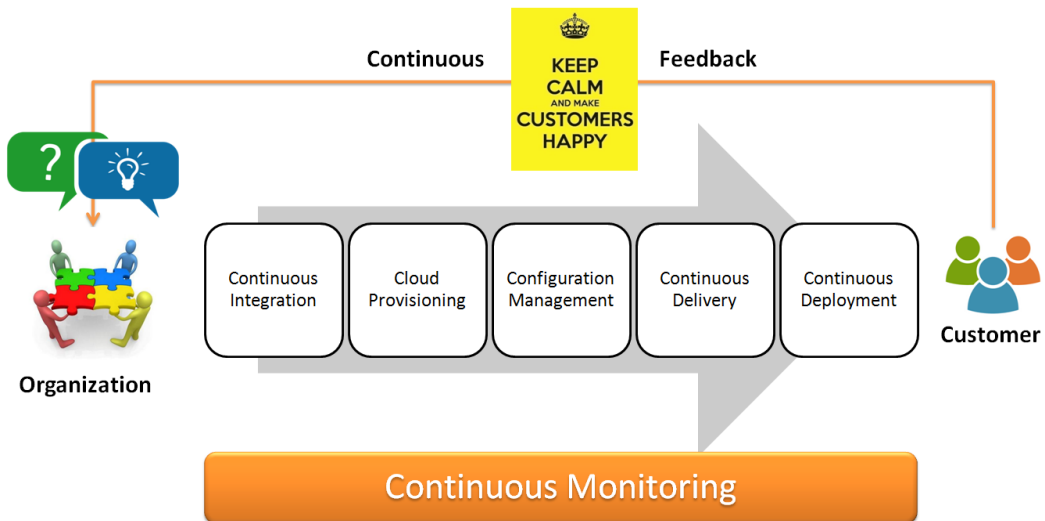 Continuous
Feedback
KEEP
CALM
AND MAKE
CUSTOMERS
HAPPY
?
Continuous
Integration
Cloud
Provisioning
Configuration
Management
Continuous
Delivery
Continuous
Deployment
Organization
Customer
Continuous Monitoring